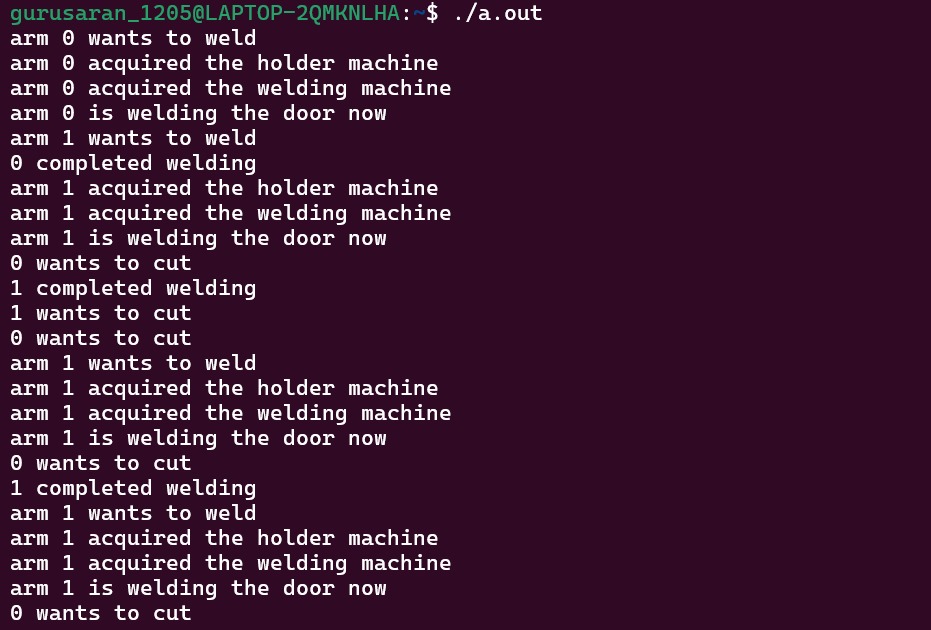 gurusaran_1205@LAPTOP-2QMKNLHA:~$ ./a.out
arm 0 wants to weld
arm 0 acquired the holder machine
arm 0 acquired the welding machine
arm 0 is welding the door now
arm 1 wants to weld
0 completed welding
arm 1 acquired the holder machine
arm 1 acquired the welding machine
arm 1 is welding the door now
0 wants to cut
1 completed welding
1 wants to cut
0 wants to cut
arm 1 wants to weld
arm 1 acquired the holder machine
arm 1 acquired the welding machine
arm 1 is welding the door now
0 wants to cut
1 completed welding
arm 1 wants to weld
arm 1 acquired the holder machine
arm 1 acquired the welding machine
arm 1 is welding the door now
0 wants to cut